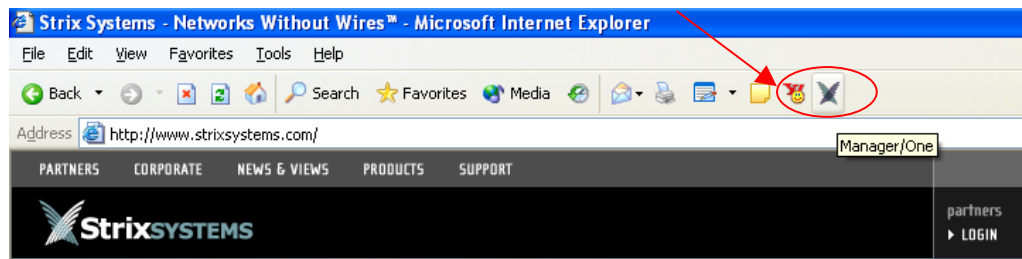 Strix Systems - Networks Without Wires™ - Microsoft Internet Explorer
File Edit View Favorites Tools Help
Back Search Favorites Media
Address http://www.strixsystems.com/
Manager/One
PARTNERS CORPORATE NEWS & VIEWS PRODUCTS SUPPORT
StrixSYSTEMS
partners
LOGIN